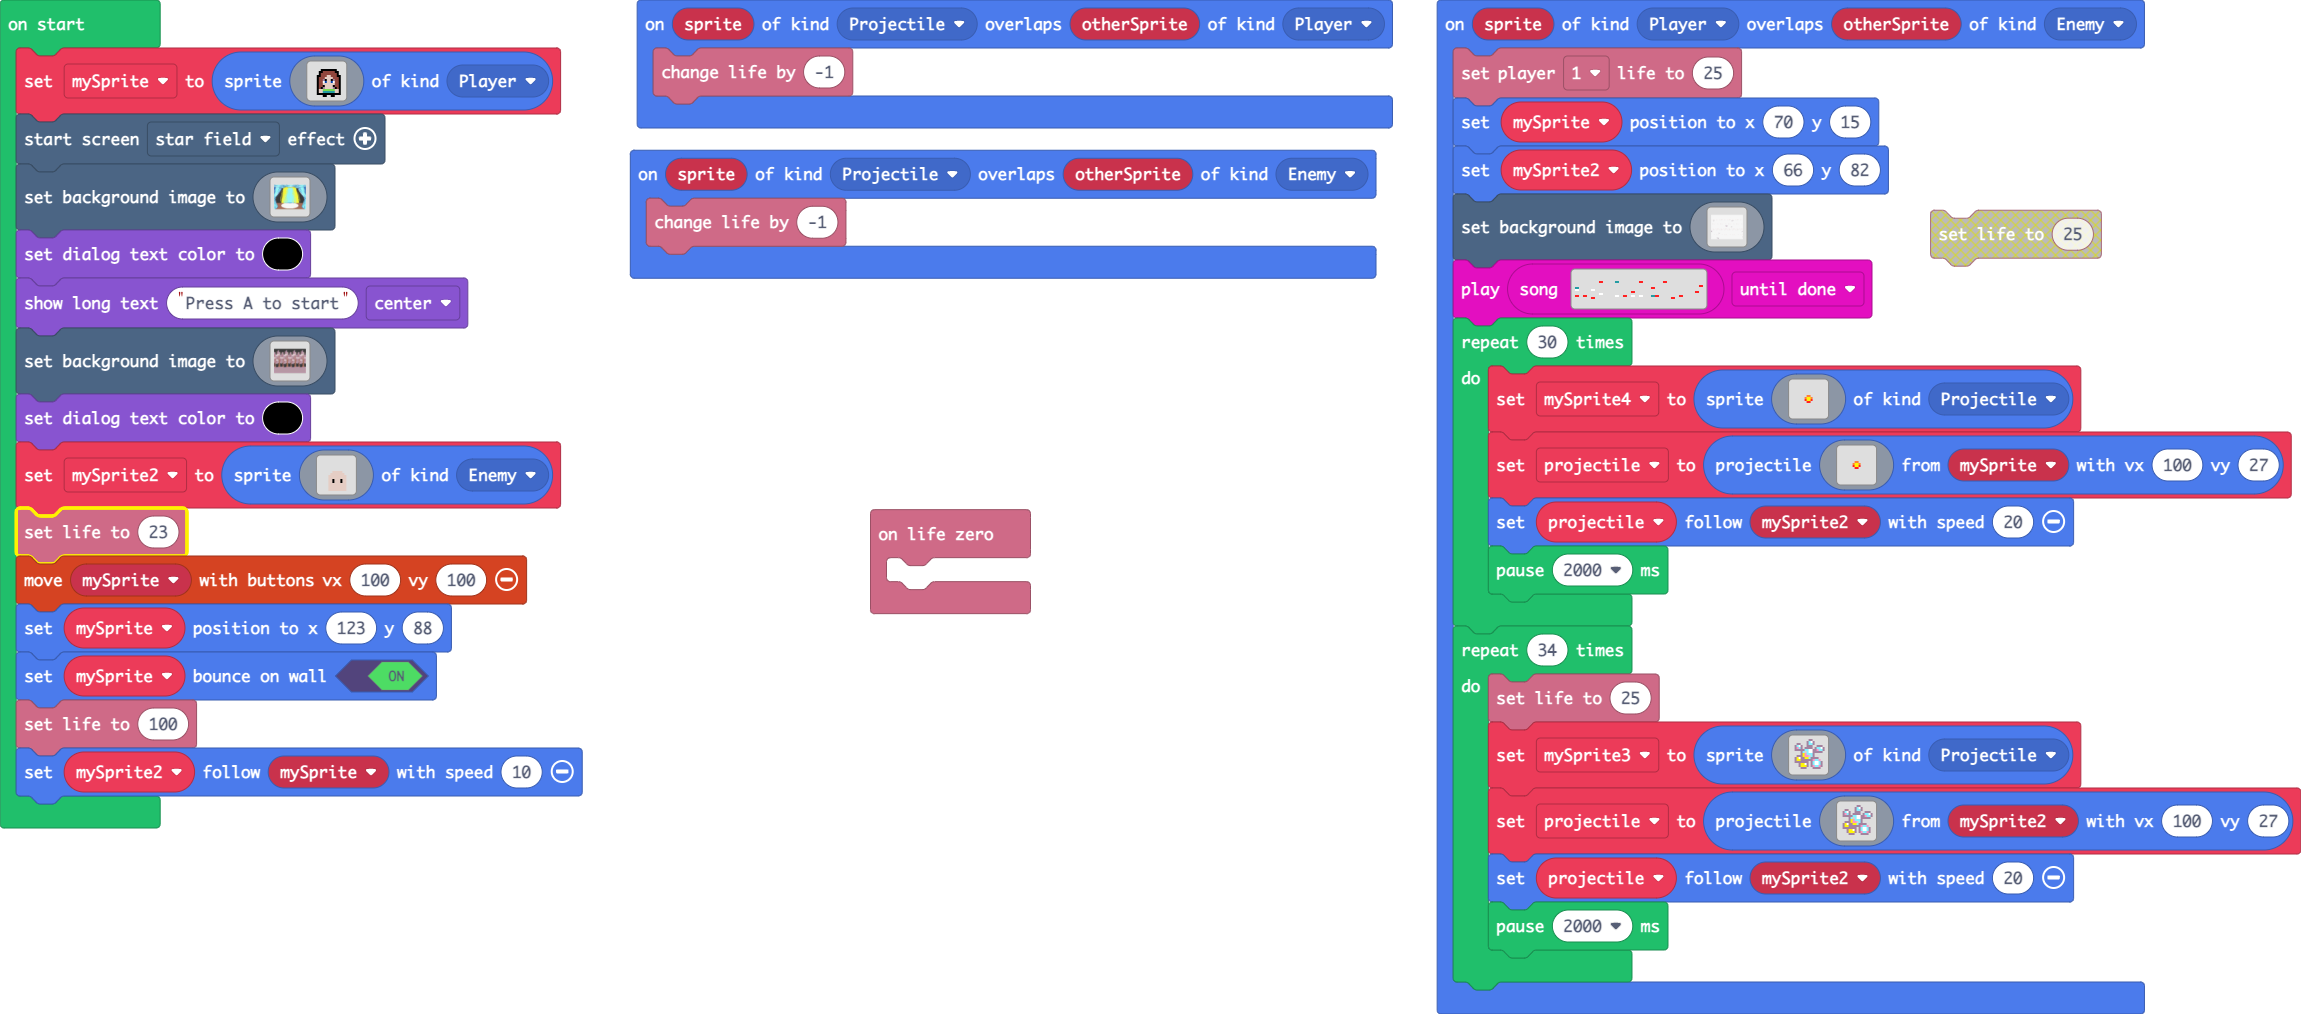 on start
set mySprite to sprite of kind Player
start screen star field effect
set background image to
set dialog text color to
show long text "Press A to start" center
set background image to
set dialog text color to
set mySprite2 to sprite of kind Enemy
set life to 23
move mySprite with buttons vx 100 vy 100
set mySprite position to x 123 y 88
set mySprite bounce on wall ON
set life to 100
set mySprite2 follow mySprite with speed 10
on sprite of kind Projectile overlaps otherSprite of kind Player
change life by -1
on sprite of kind Projectile overlaps otherSprite of kind Enemy
change life by -1
on life zero
on sprite of kind Player overlaps otherSprite of kind Enemy
set player 1 life to 25
set mySprite position to x 70 y 15
set mySprite2 position to x 66 y 82
set background image to
play song until done
repeat 30 times
do
set mySprite4 to sprite of kind Projectile
set projectile to projectile from mySprite with vx 100 vy 27
set projectile follow mySprite2 with speed 20
pause 2000 ms
repeat 34 times
do
set life to 25
set mySprite3 to sprite of kind Projectile
set projectile to projectile from mySprite2 with vx 100 vy 27
set projectile follow mySprite2 with speed 20
pause 2000 ms
set life to 25